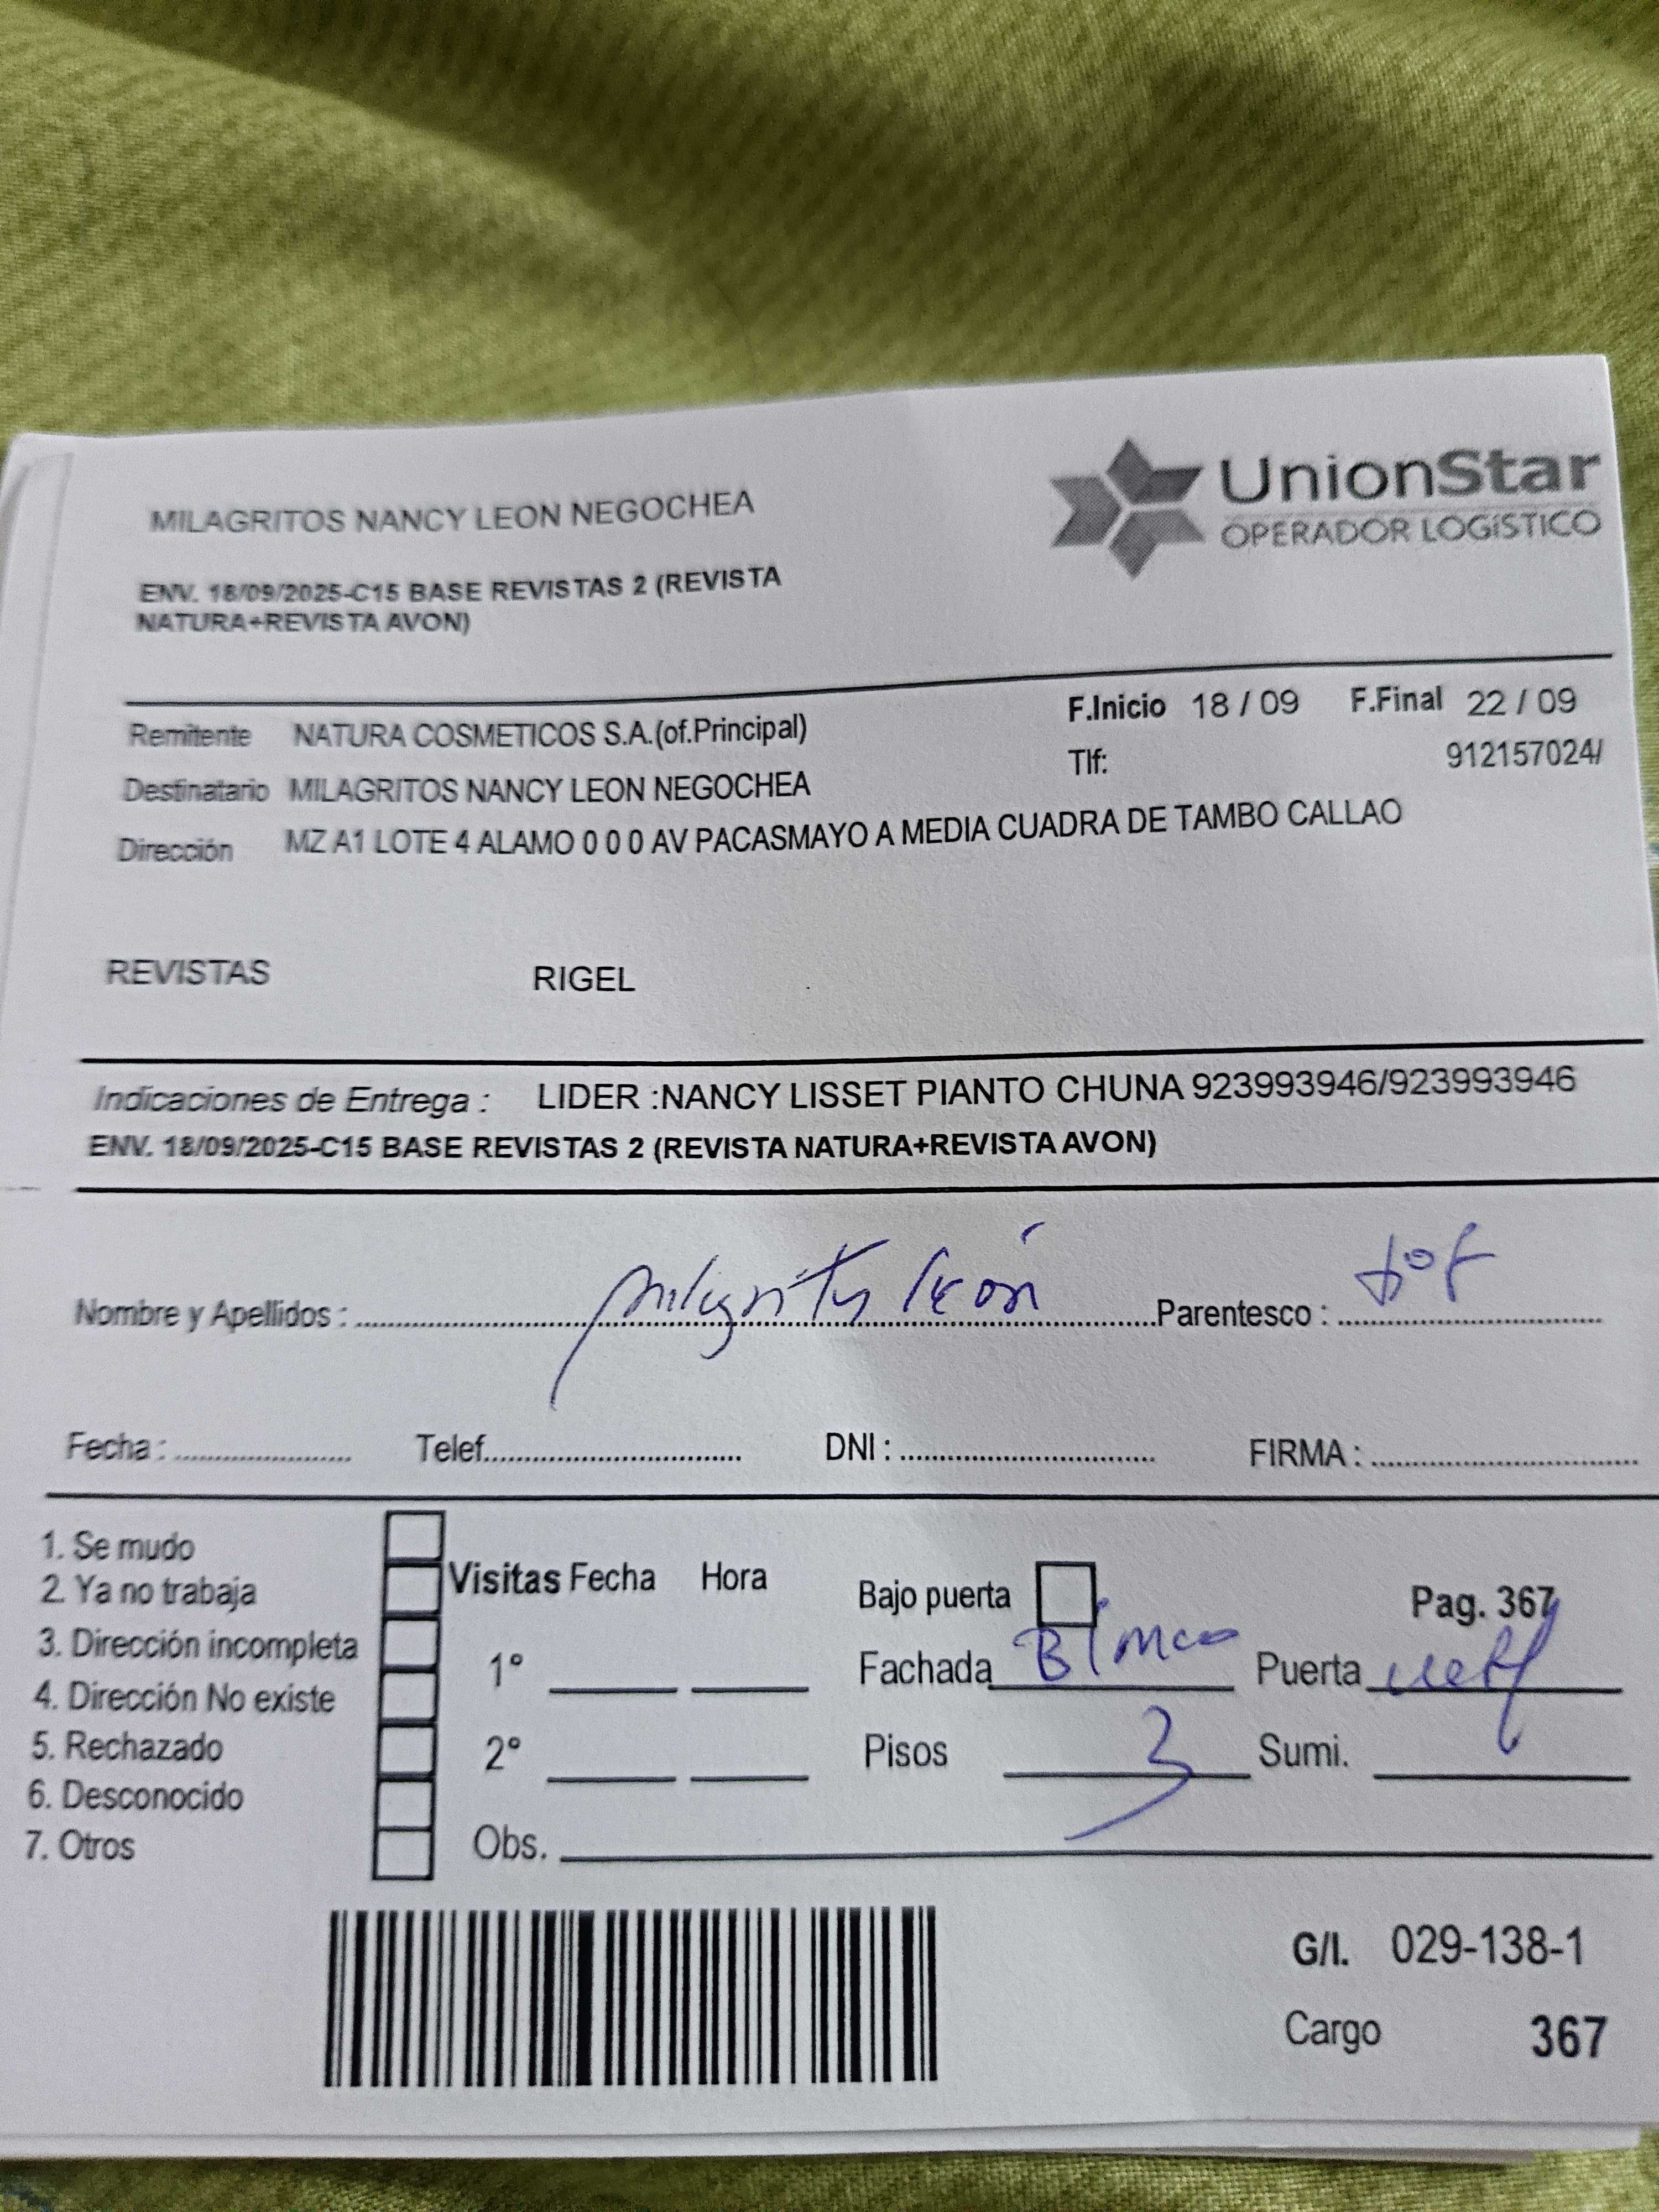 UnionStar
OPERADOR LOGÍSTICO
MILAGRITOS NANCY LEON NEGOCHEA
ENV. 18/09/2025-C15 BASE REVISTAS 2 (REVISTA
NATURA+REVISTA AVON)
F.Inicio 18 / 09 F.Final 22 / 09
Remitente NATURA COSMETICOS S.A.(of.Principal)
Tlf: 912157024/
Destinatario MILAGRITOS NANCY LEON NEGOCHEA
Dirección MZ A1 LOTE 4 ALAMO 0 0 0 AV PACASMAYO A MEDIA CUADRA DE TAMBO CALLAO
REVISTAS RIGEL
Indicaciones de Entrega : LIDER :NANCY LISSET PIANTO CHUNA 923993946/923993946
ENV. 18/09/2025-C15 BASE REVISTAS 2 (REVISTA NATURA+REVISTA AVON)
Nombre y Apellidos : león Parentesco :
Fecha : Telef. DNI : FIRMA :
1. Se mudo
2. Ya no trabaja
3. Dirección incompleta
4. Dirección No existe
5. Rechazado
6. Desconocido
7. Otros
Visitas Fecha Hora
1°
2°
Obs.
Bajo puerta Pag. 367
Fachada Blanco Puerta
Pisos 3 Sumi.
G/I. 029-138-1
Cargo 367